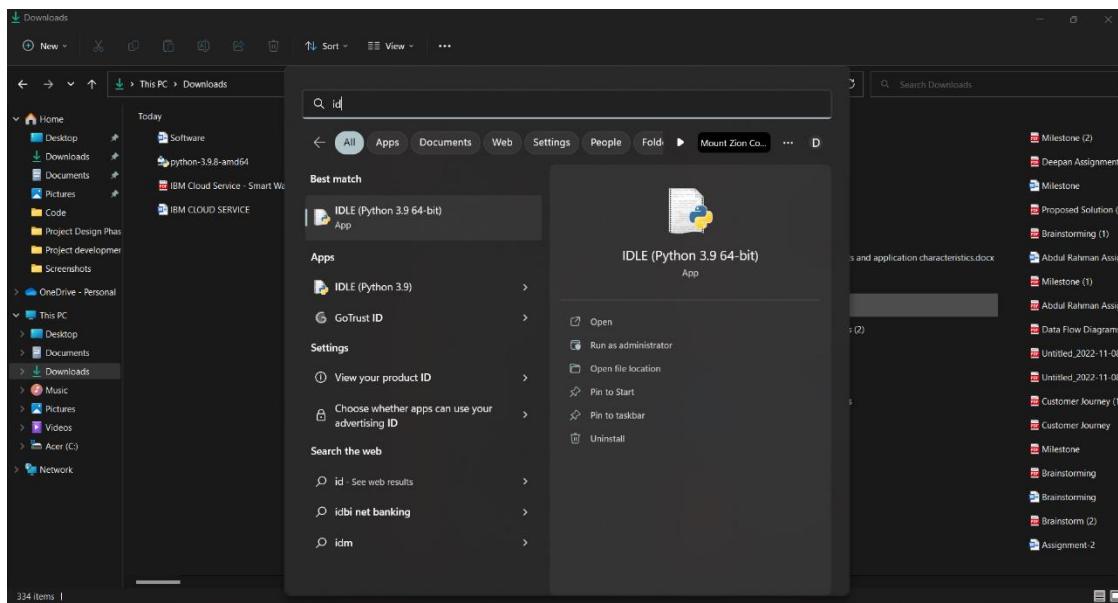 Downloads
New
Sort
View
This PC > Downloads
Search Downloads
Home
Desktop
Downloads
Documents
Pictures
Code
Project Design Phas
Project developmer
Screenshots
OneDrive - Personal
This PC
Desktop
Documents
Downloads
Music
Pictures
Videos
Acer (C:)
Network
334 items
Today
Software
python-3.9.8-amd64
IBM Cloud Service - Smart Wa
IBM CLOUD SERVICE
id
All Apps Documents Web Settings People Fold Mount Zion Co... D
Best match
IDLE (Python 3.9 64-bit)
App
Apps
IDLE (Python 3.9)
GoTrust ID
Settings
View your product ID
Choose whether apps can use your
advertising ID
Search the web
id - See web results
idbi net banking
idm
IDLE (Python 3.9 64-bit)
App
Open
Run as administrator
Open file location
Pin to Start
Pin to taskbar
Uninstall
s and application characteristics.docx
s (2)
Milestone (2)
Deepan Assignment
Milestone
Proposed Solution (
Brainstorming (1)
Abdul Rahman Assi
Milestone (1)
Abdul Rahman Assi
Data Flow Diagram
Untitled_2022-11-08
Untitled_2022-11-08
Customer Journey (1
Customer Journey
Milestone
Brainstorming
Brainstorming
Brainstorm (2)
Assignment-2